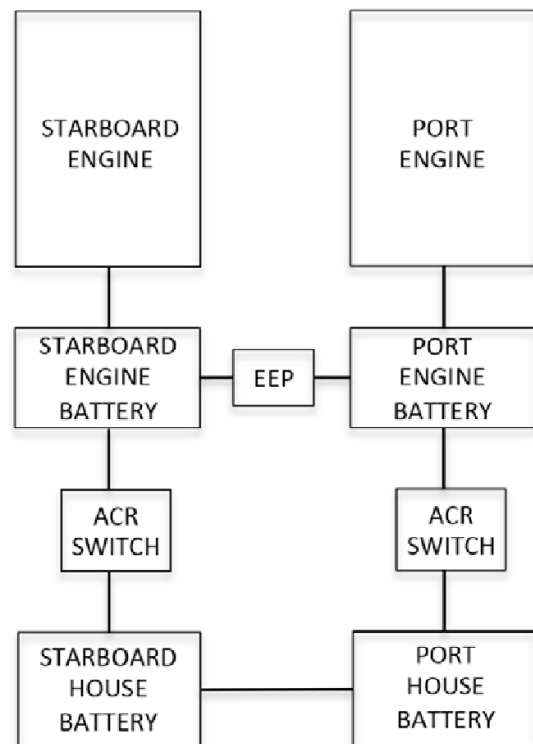 STARBOARD
ENGINE
PORT
ENGINE
STARBOARD
ENGINE
BATTERY
EEP
PORT
ENGINE
BATTERY
ACR
SWITCH
ACR
SWITCH
STARBOARD
HOUSE
BATTERY
PORT
HOUSE
BATTERY